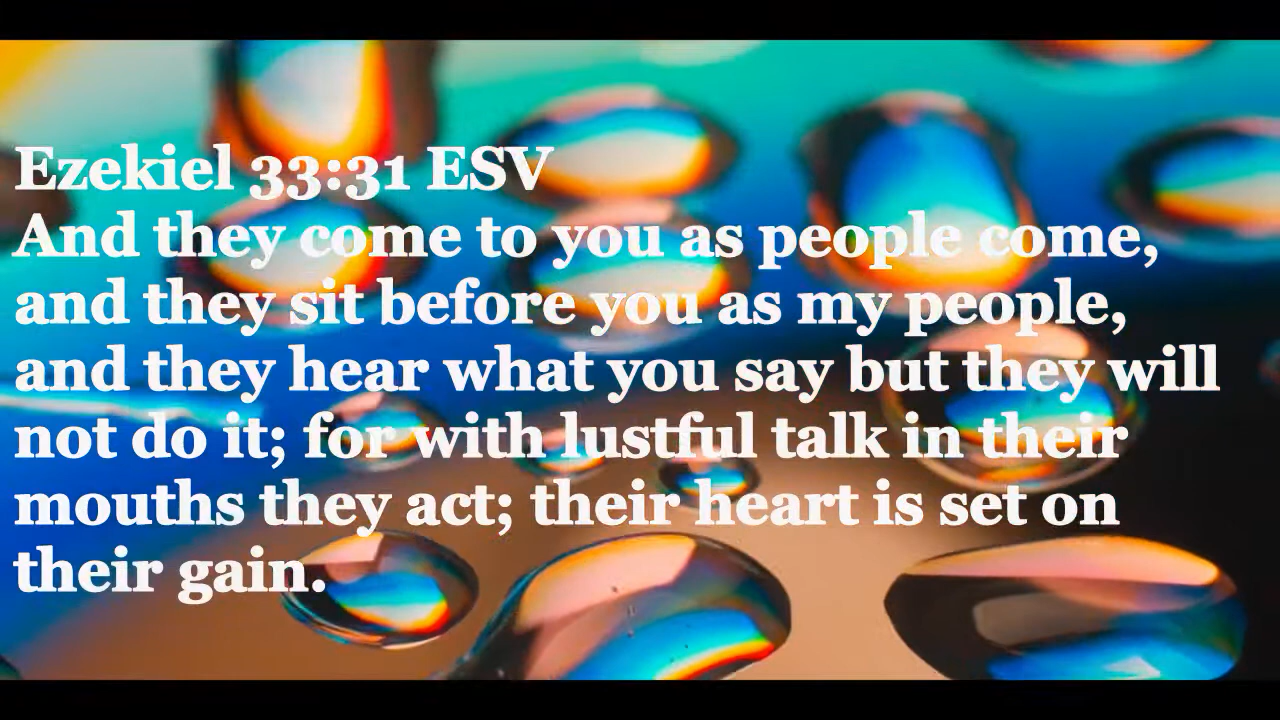 Ezekiel 33:31 ESV
And they come to you as people come,
and they sit before you as my people,
and they hear what you say but they will
not do it; for with lustful talk in their
mouths they act; their heart is set on
their gain.